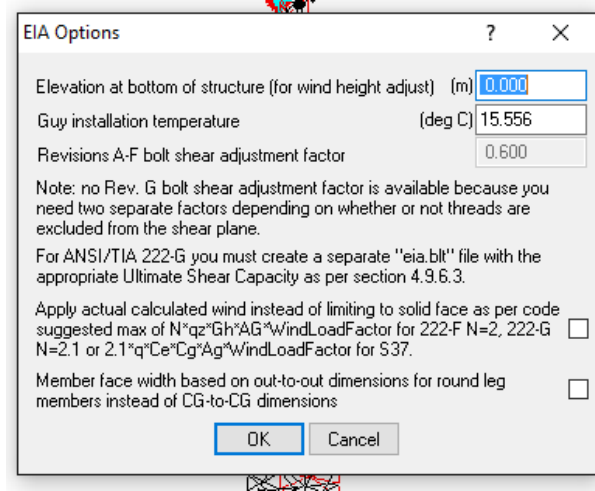 EIA Options
?
Elevation at bottom of structure (for wind height adjust) (m) 0.000
Guy installation temperature (deg C) 15.556
Revisions A-F bolt shear adjustment factor 0.600
Note: no Rev. G bolt shear adjustment factor is available because you
need two separate factors depending on whether or not threads are
excluded from the shear plane.
For ANSI/TIA 222-G you must create a separate "eia.blt" file with the
appropriate Ultimate Shear Capacity as per section 4.9.6.3.
Apply actual calculated wind instead of limiting to solid face as per code
suggested max of N*qz*Gh*AG*WindLoadFactor for 222-F N=2, 222-G
N=2.1 or 2.1*q*Ce*Cg*Ag*WindLoadFactor for S37.
Member face width based on out-to-out dimensions for round leg
members instead of CG-to-CG dimensions
OK Cancel